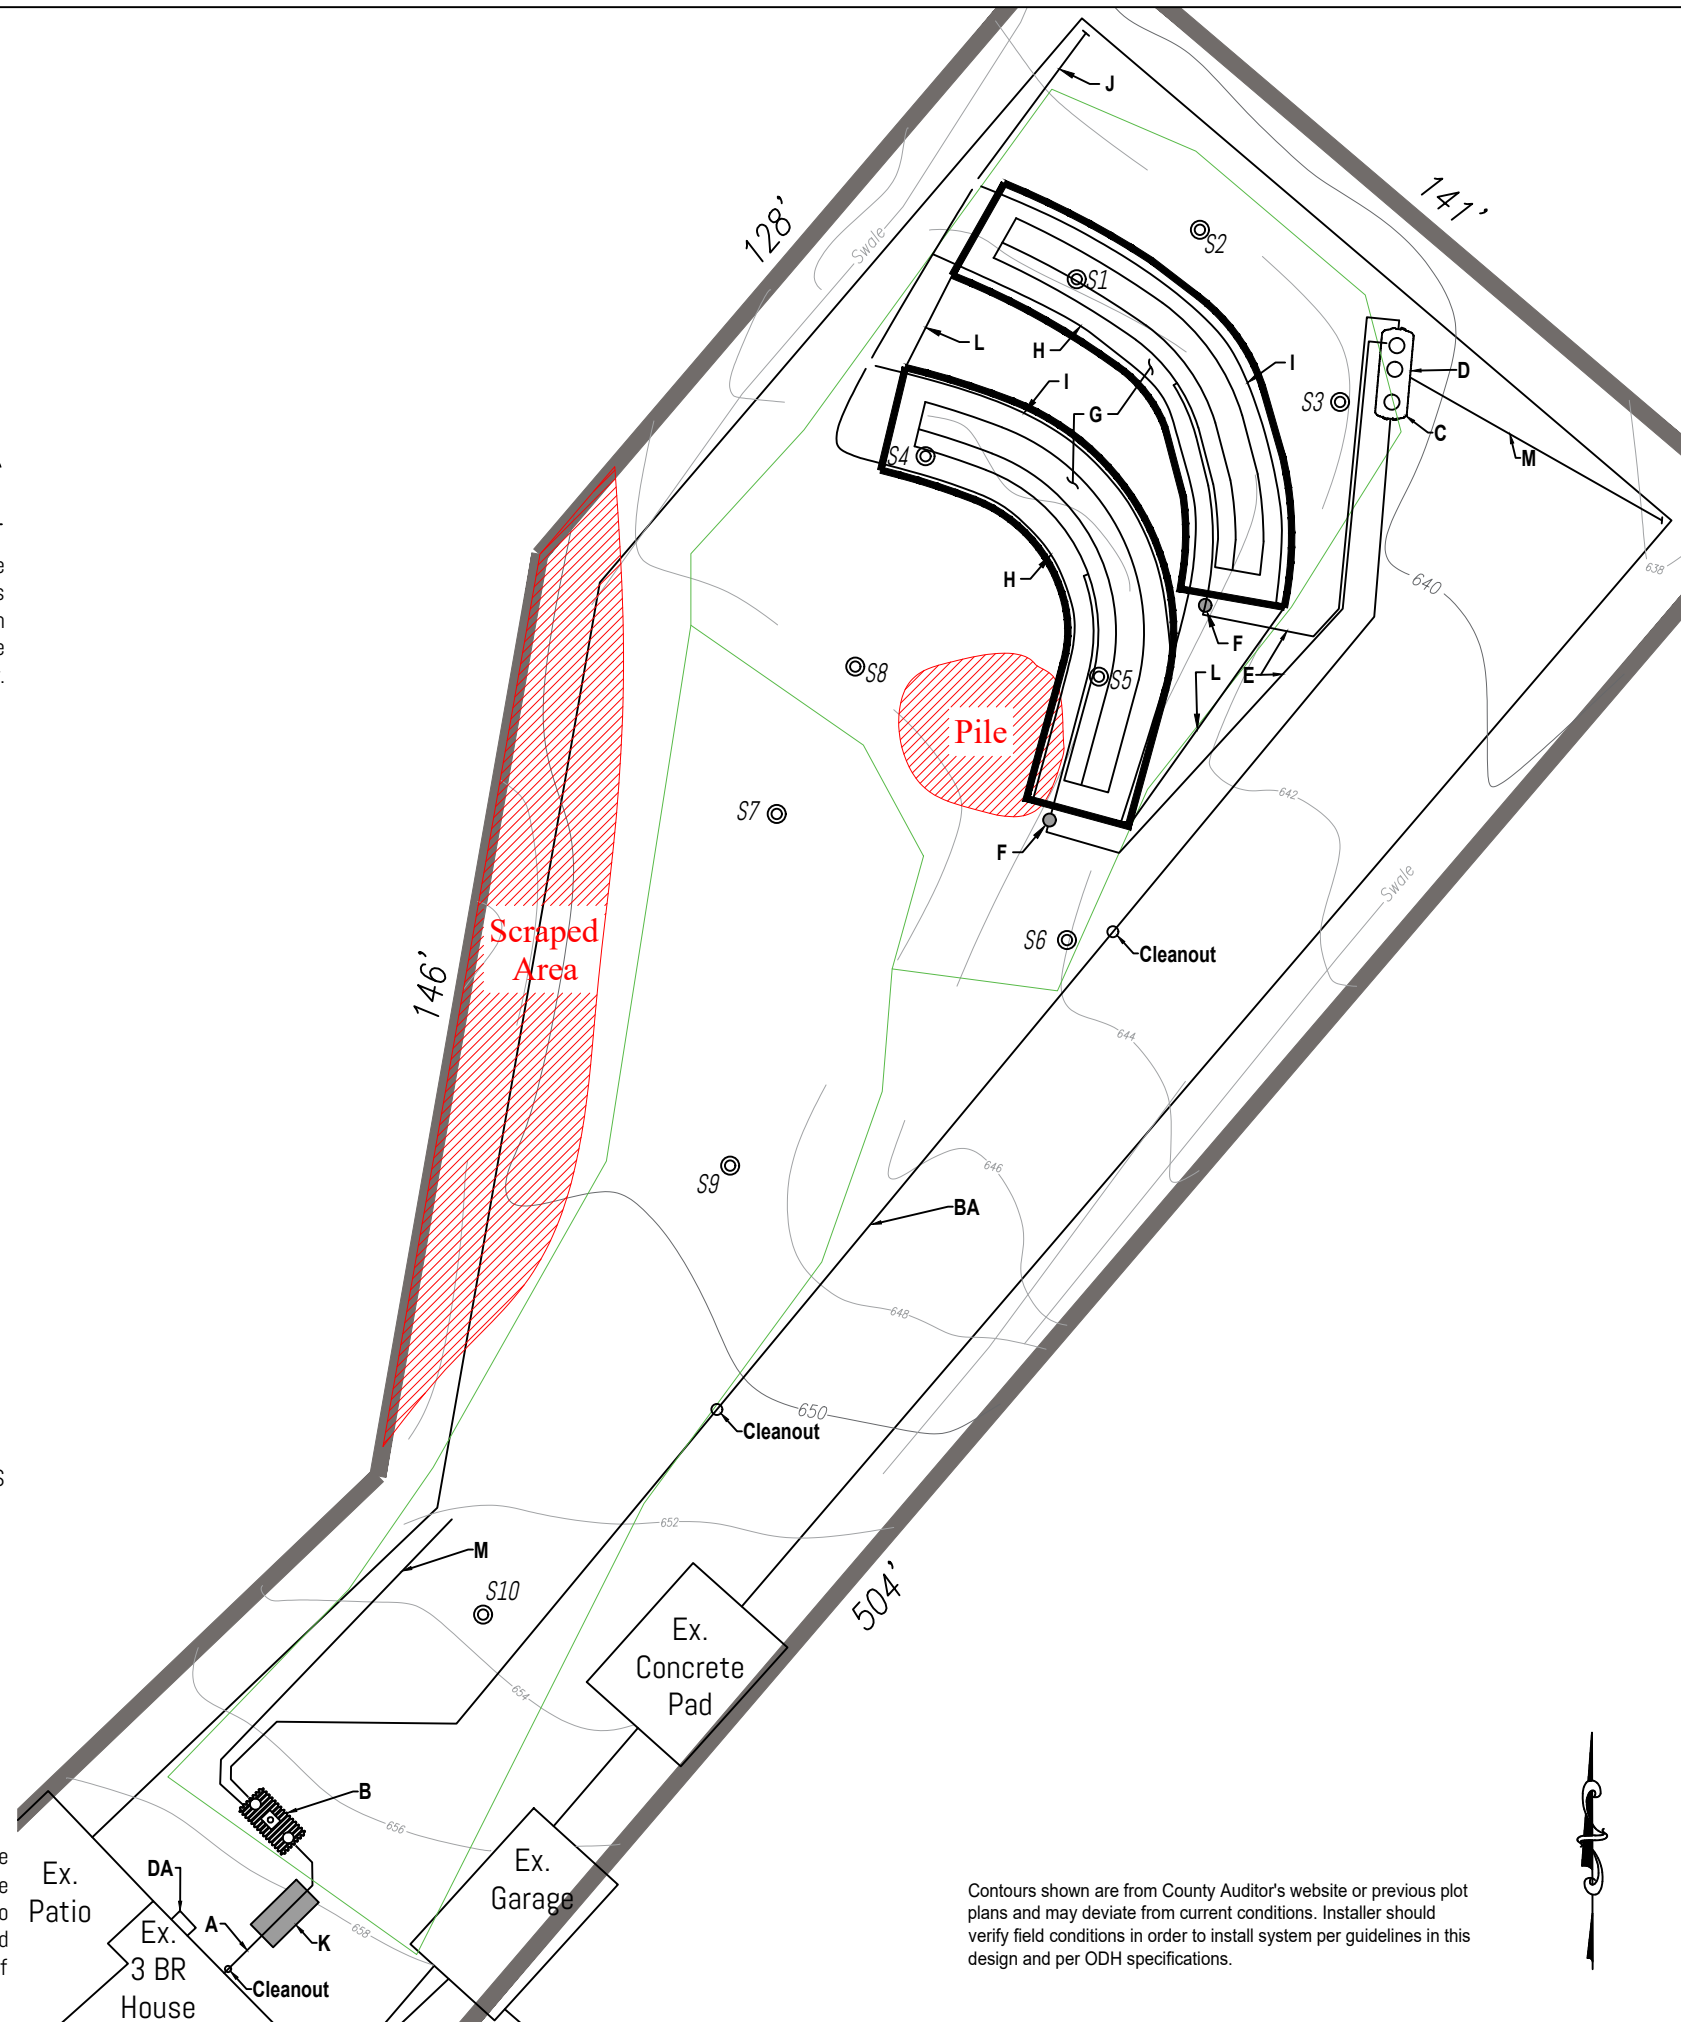 J
141'
128'
Swale
S2
S1
L
H
I
I
D
G
S3
C
M
S4
H
640
638
F
L
E
S8
S5
Pile
642
S7
F
Swale
Scraped
Area
S6
Cleanout
146'
644
646
S9
BA
648
650
Cleanout
S
652
M
504'
S10
Ex.
Concrete
Pad
654
B
656
Ex.
Garage
Ex.
Patio
DA
A
K
658
Ex.
3 BR
House
Cleanout
e
s
n
e
.
e
e
o
d
f
Contours shown are from County Auditor's website or previous plot
plans and may deviate from current conditions. Installer should
verify field conditions in order to install system per guidelines in this
design and per ODH specifications.